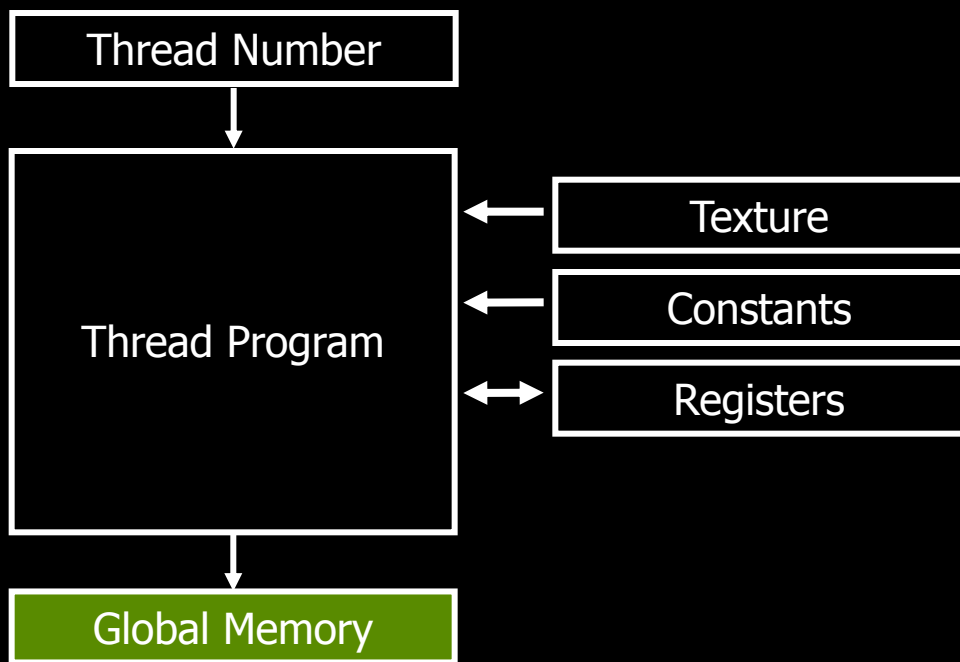 Thread Number
Thread Program
Texture
Constants
Registers
Global Memory